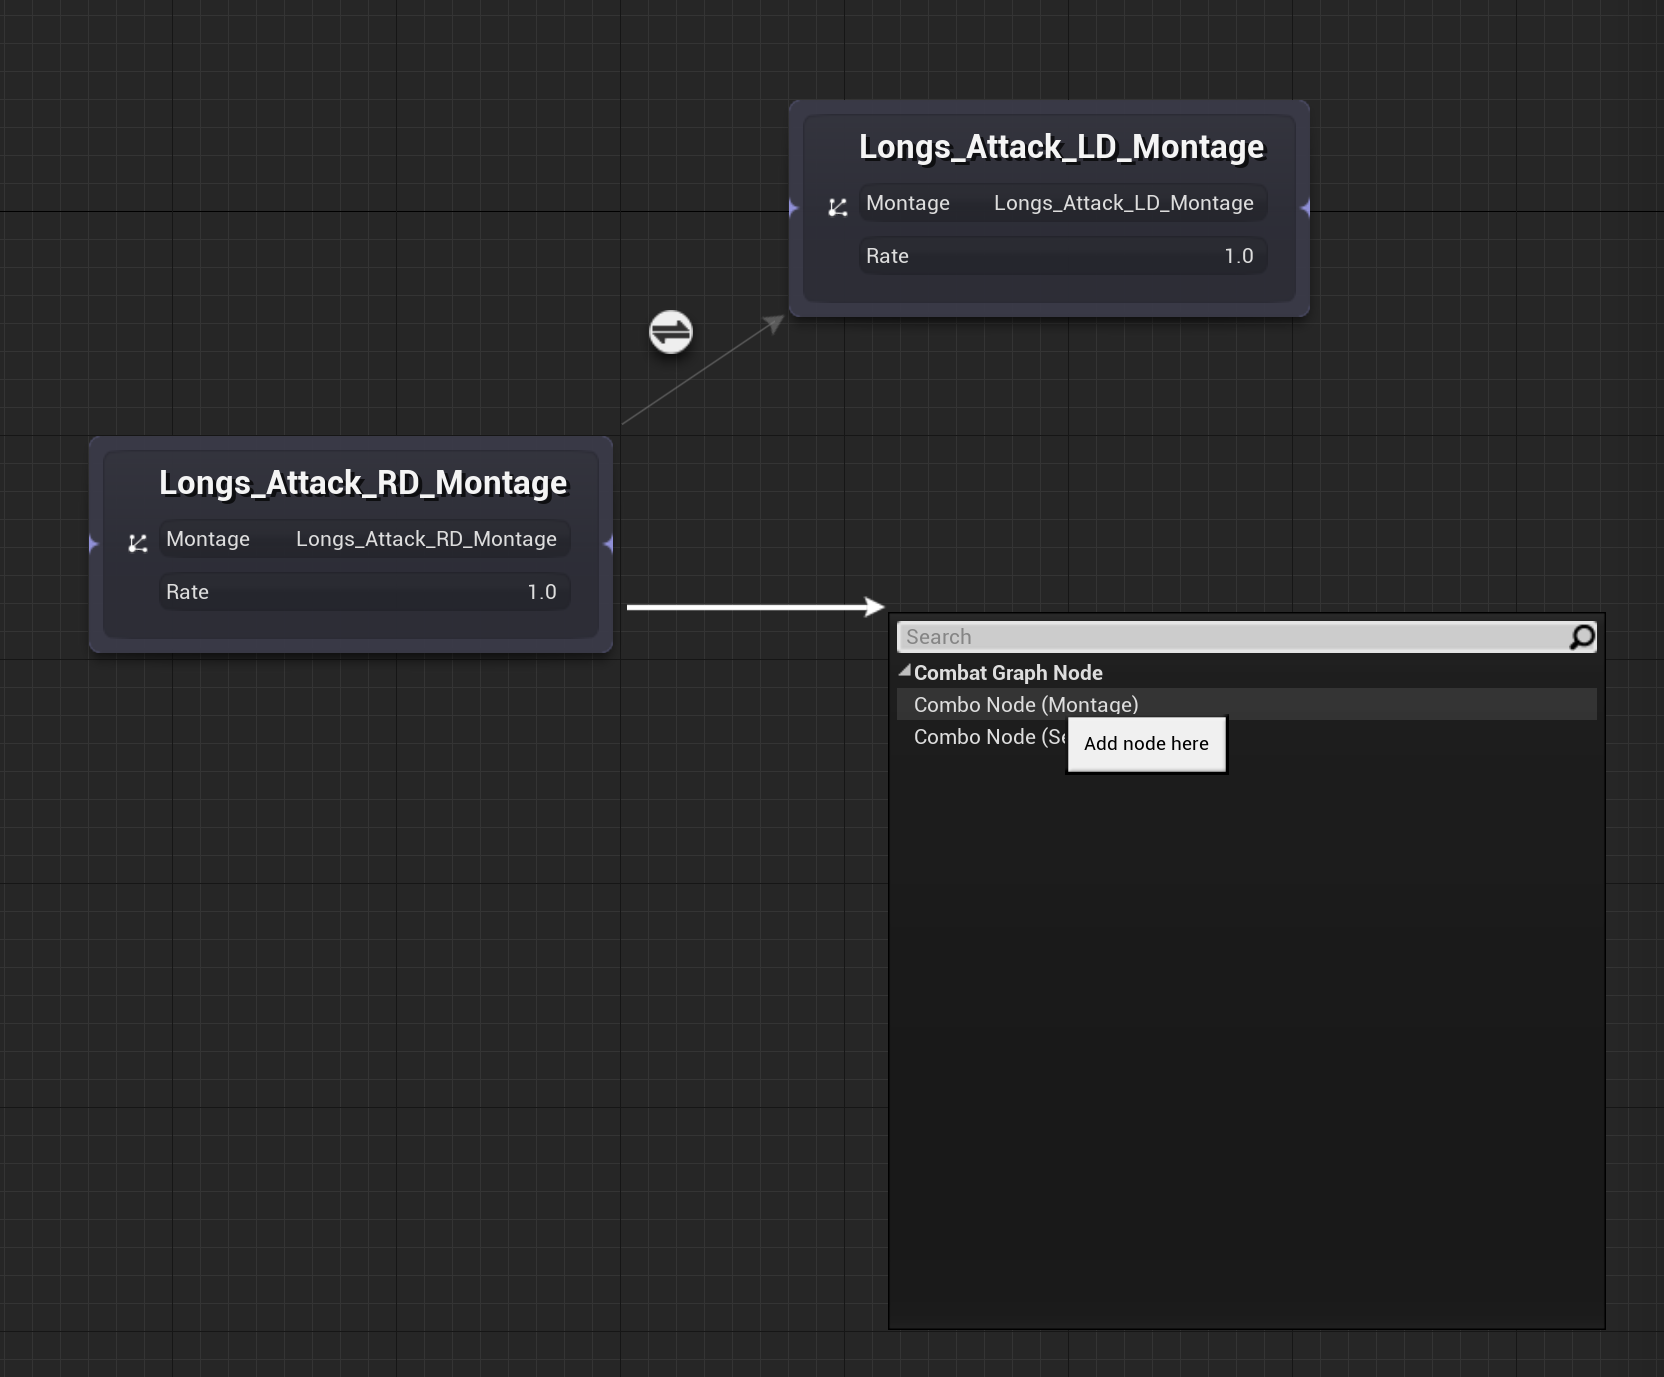 Longs_Attack_LD_Montage
Montage Longs_Attack_LD_Montage
Rate 1.0
Longs_Attack_RD_Montage
Montage Longs_Attack_RD_Montage
Rate 1.0
Search
Combat Graph Node
Combo Node (Montage)
Combo Node
Add node here